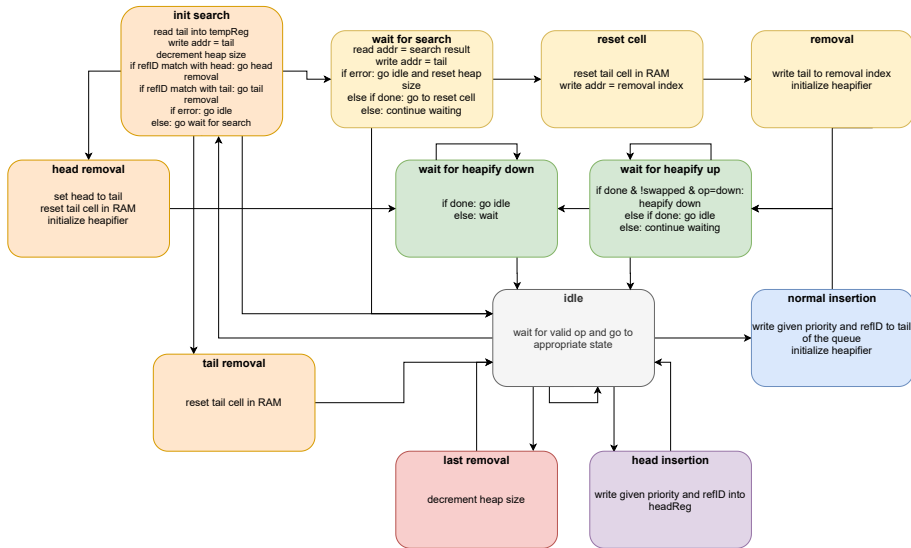 init search
read tail into tempReg
write addr = tail
decrement heap size
if refID match with head: go head
removal
if refID match with tail: go tail
removal
if error: go idle
else: go wait for search
wait for search
read addr = search result
write addr = tail
if error: go idle and reset heap
size
else if done: go to reset cell
else: continue waiting
reset cell
reset tail cell in RAM
write addr = removal index
removal
write tail to removal index
initialize heapifier
head removal
set head to tail
reset tail cell in RAM
initialize heapifier
wait for heapify down
if done: go idle
else: wait
wait for heapify up
if done & !swapped & op=down:
heapify down
else if done: go idle
else: continue waiting
idle
wait for valid op and go to
appropriate state
normal insertion
write given priority and refID to tail
of the queue
initialize heapifier
tail removal
reset tail cell in RAM
last removal
decrement heap size
head insertion
write given priority and refID into
headReg